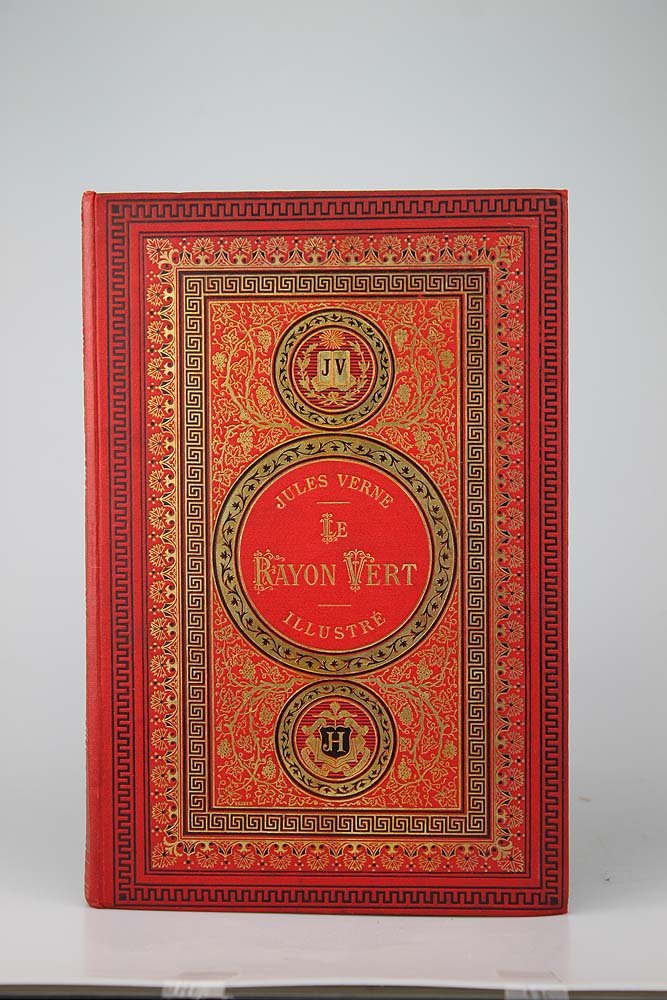 JV
JULES VERNE
LE
RAYON VERT
ILLUSTRÉ
JH